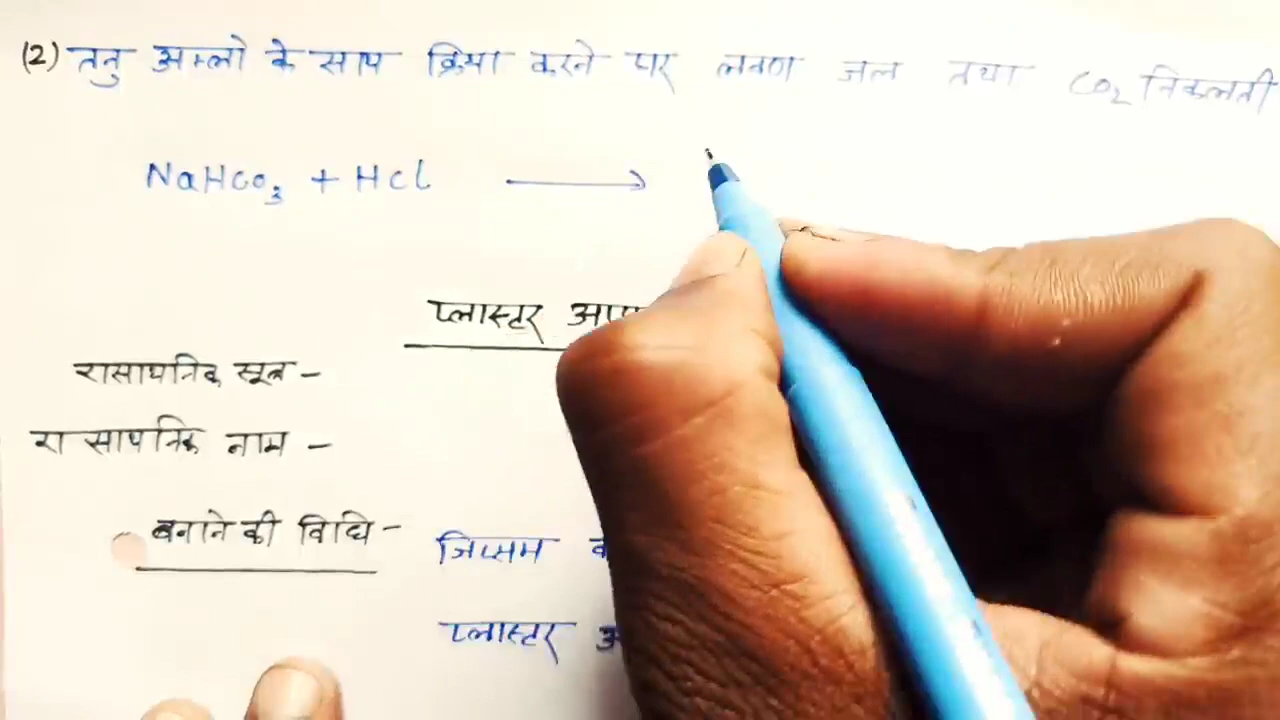 (2) तनु अम्लो के साथ क्रिया करने पर लवण जल तथा CO₂ निकलती
NaHCO₃ + HCl ⟶
प्लास्टर
रासायनिक सूत्र -
रासायनिक नाम -
बनाने की विधि -
जिप्सम
प्लास्टर